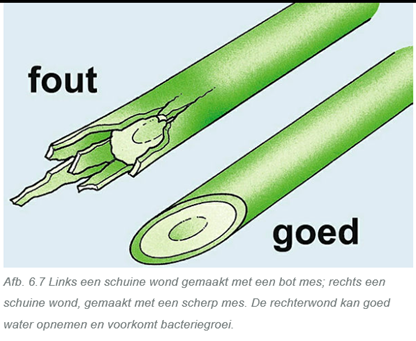 fout
goed
Afb. 6.7 Links een schuine wond gemaakt met een bot mes; rechts een
schuine wond, gemaakt met een scherp mes. De rechterwond kan goed
water opnemen en voorkomt bacteriegroei.